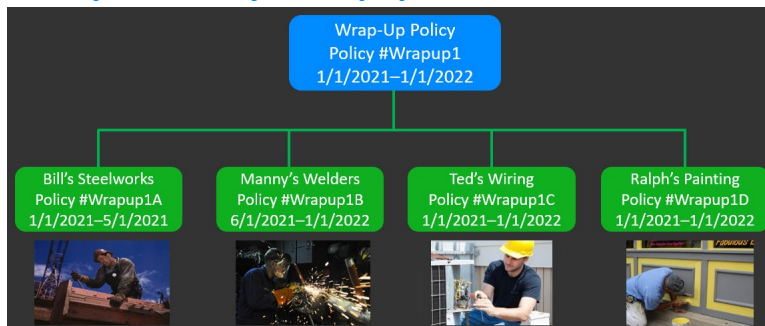 Wrap-Up Policy
Policy #Wrapup1
1/1/2021–1/1/2022
Bill's Steelworks
Policy #Wrapup1A
1/1/2021–5/1/2021
Manny's Welders
Policy #Wrapup1B
6/1/2021–1/1/2022
Ted's Wiring
Policy #Wrapup1C
1/1/2021–1/1/2022
Ralph's Painting
Policy #Wrapup1D
1/1/2021–1/1/2022
Fabulous